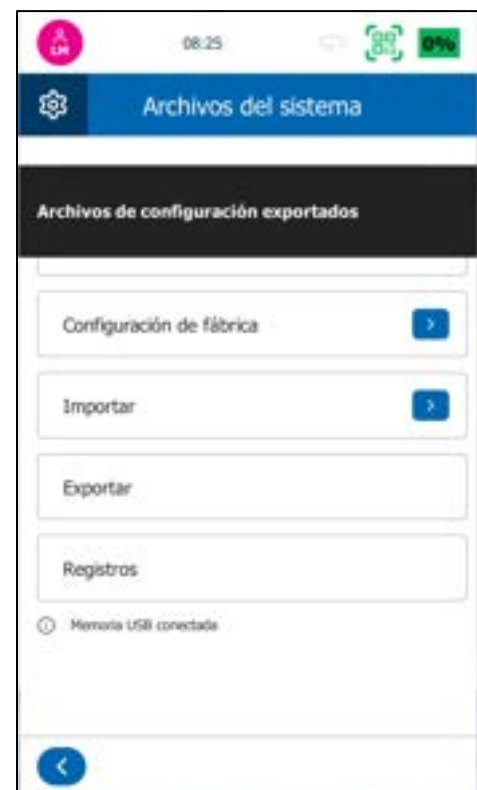 LM
08:25
0%
Archivos del sistema
Archivos de configuración exportados
Configuración de fábrica
Importar
Exportar
Registros
Memoria USB conectada